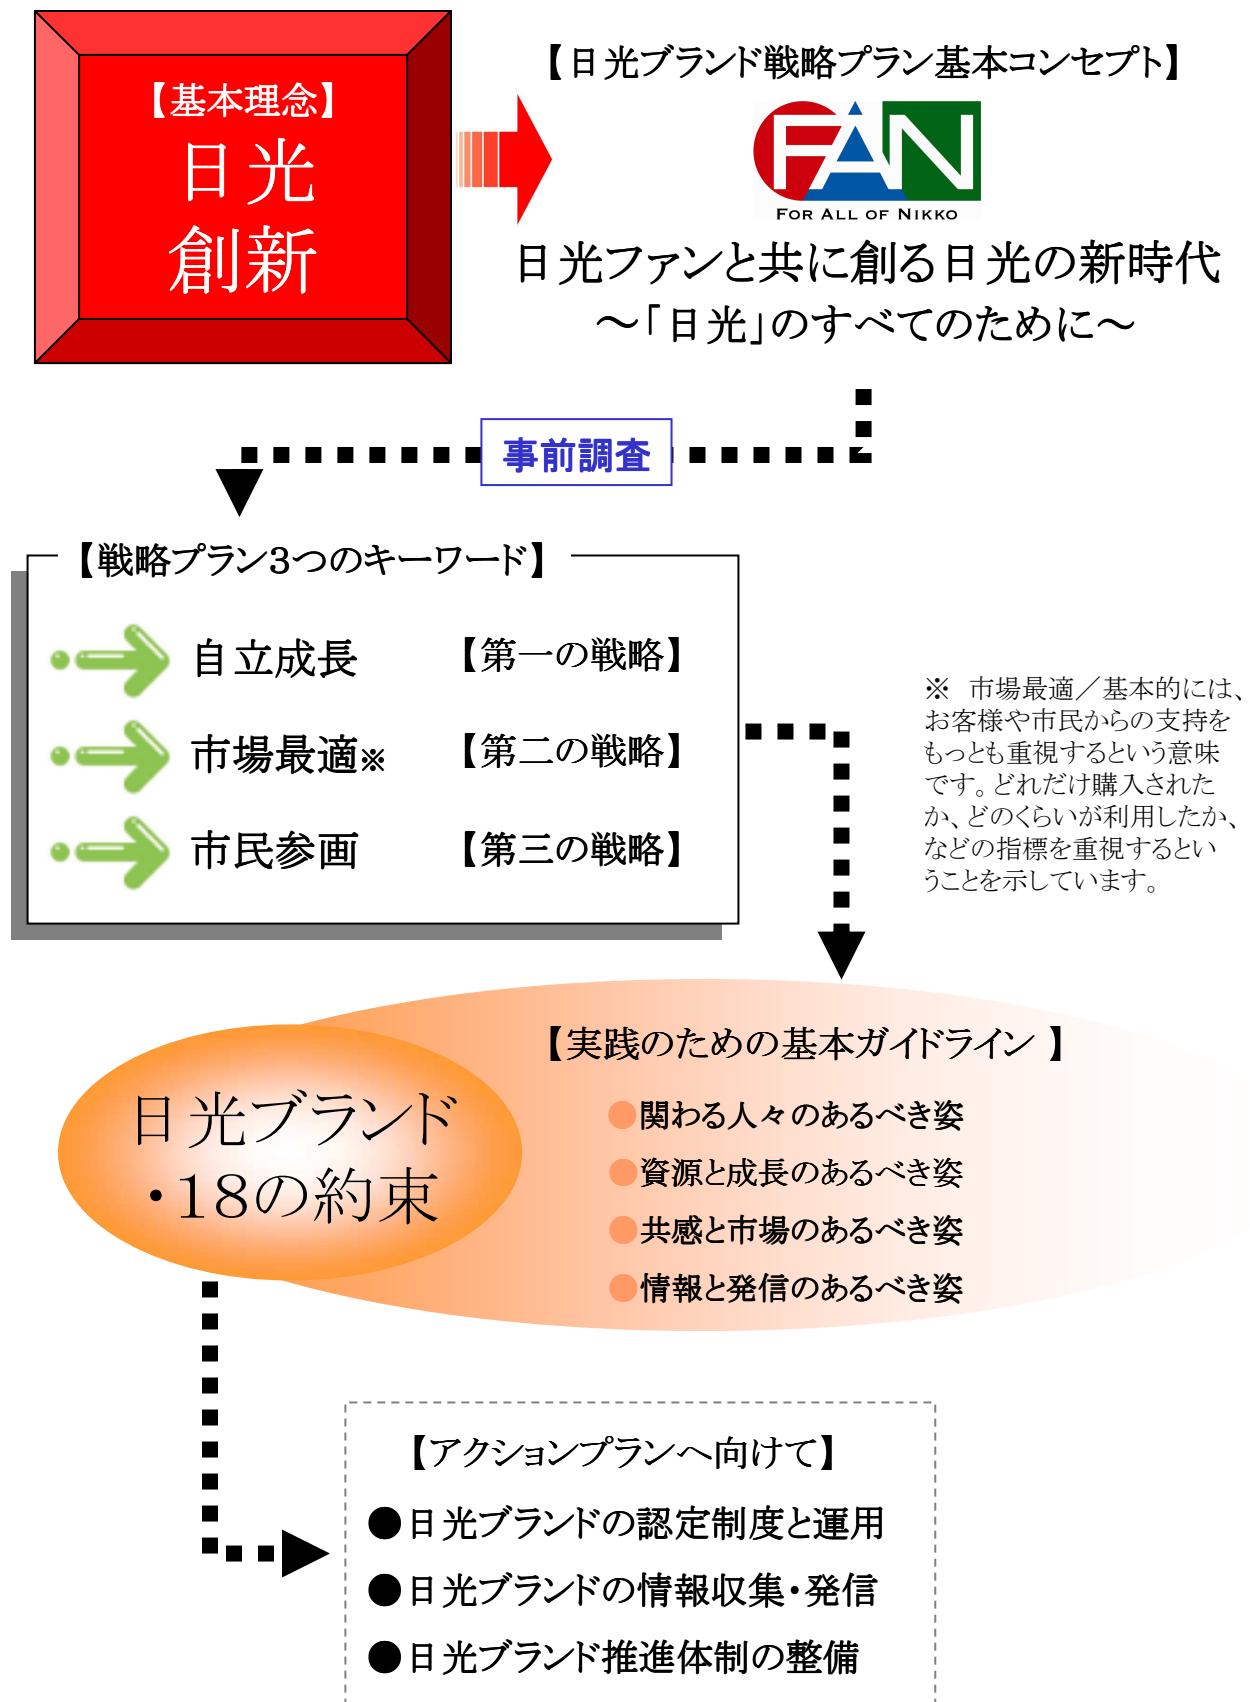 【基本理念】
日光
創新
【日光ブランド戦略プラン基本コンセプト】
FAN
FOR ALL OF NIKKO
日光ファンと共に創る日光の新時代
～「日光」のすべてのために～
事前調査
【戦略プラン3つのキーワード】
自立成長 【第一の戦略】
市場最適※ 【第二の戦略】
市民参画 【第三の戦略】
※ 市場最適／基本的には、
お客様や市民からの支持を
もっとも重視するという意味
です。どれだけ購入された
か、どのくらいが利用したか、
などの指標を重視するとい
うことを示しています。
【実践のための基本ガイドライン 】
●関わる人々のあるべき姿
●資源と成長のあるべき姿
●共感と市場のあるべき姿
●情報と発信のあるべき姿
日光ブランド
・18の約束
【アクションプランへ向けて】
●日光ブランドの認定制度と運用
●日光ブランドの情報収集・発信
●日光ブランド推進体制の整備